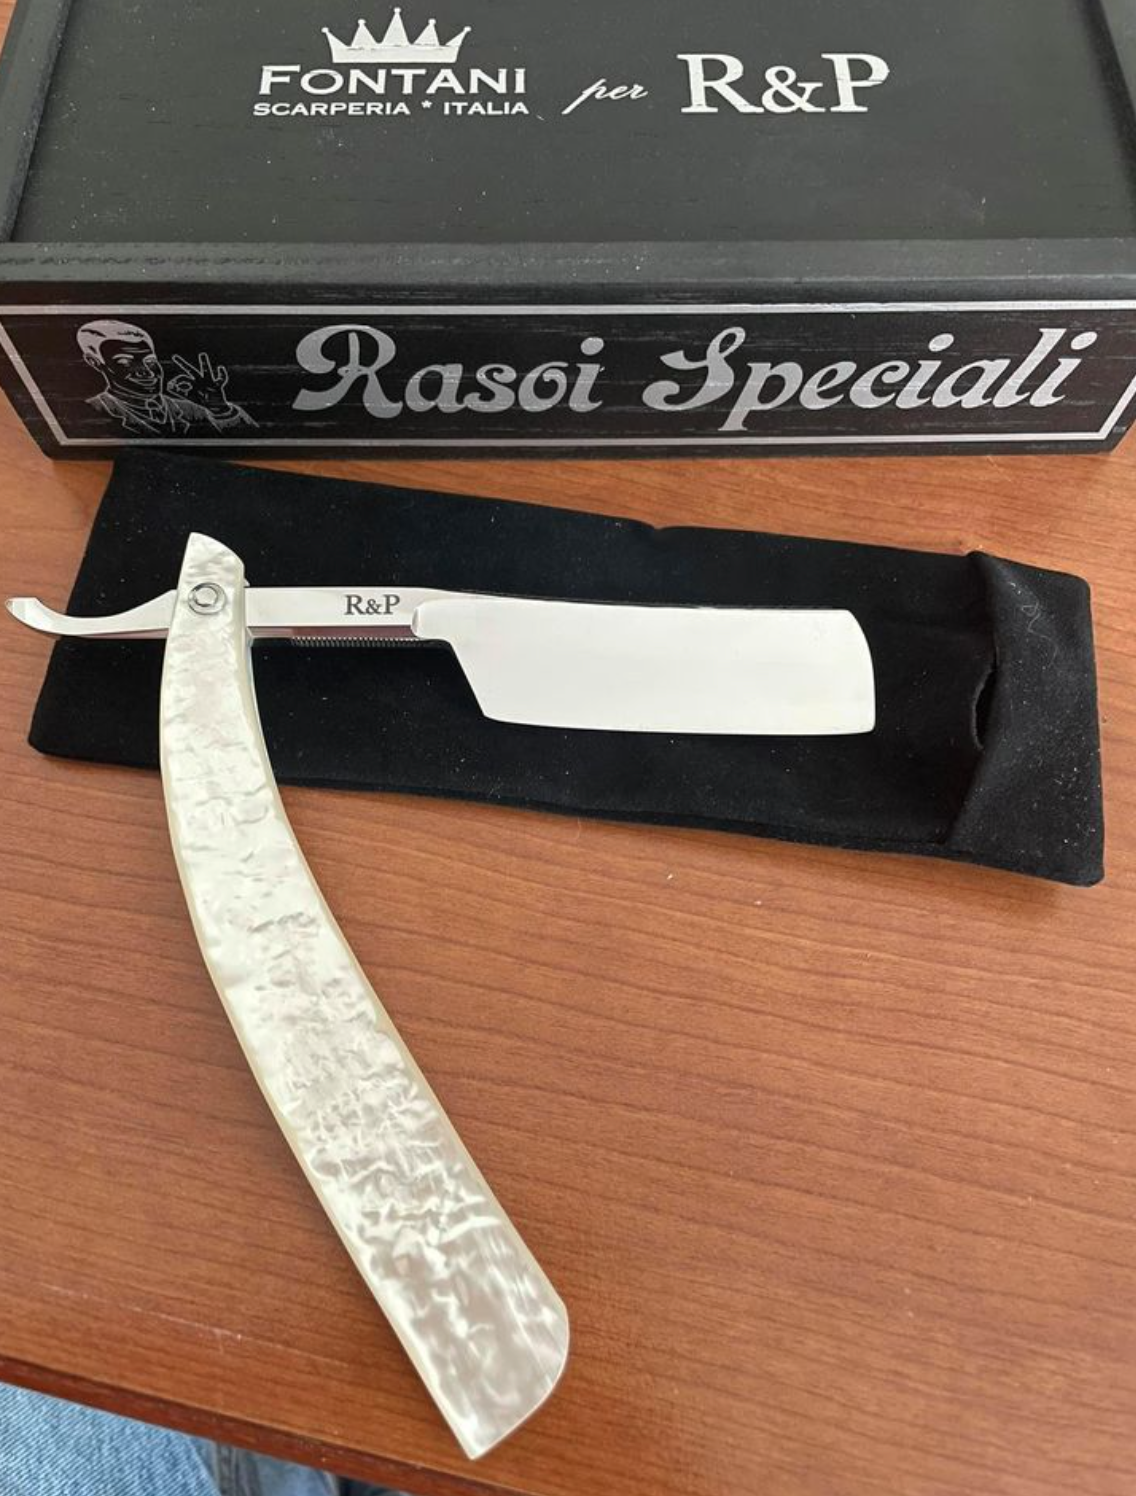 FONTANI
SCARPERIA * ITALIA
per
R&P
Rasoi Speciali
R&P